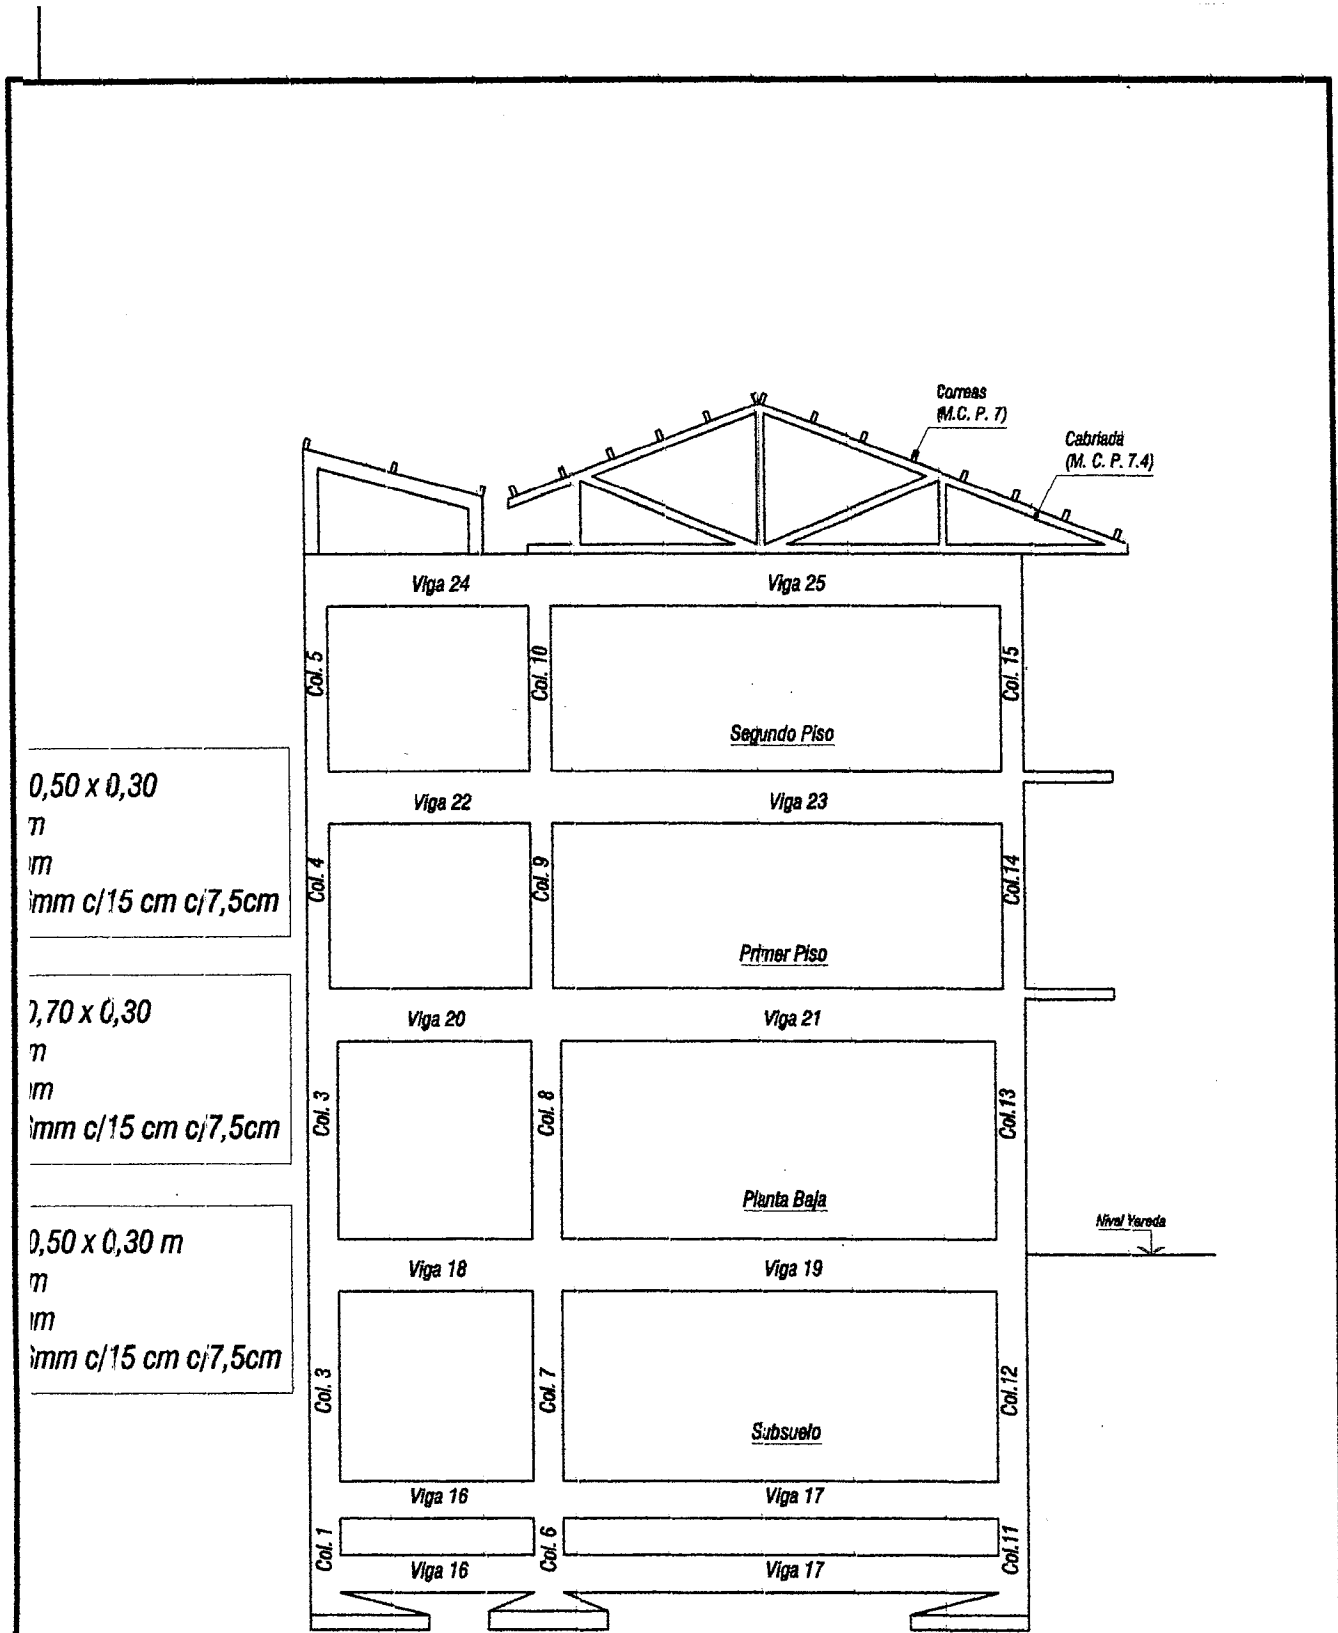 Correas
(M.C. P. 7)
Cabriada
(M. C. P. 7.4)
Viga 24
Viga 25
Col. 5
Col. 10
Col. 15
Segundo Piso
0,50 x 0,30
m
m
mm c/15 cm c/7,5cm
Viga 22
Viga 23
Col. 4
Col. 9
Col. 14
Primer Piso
0,70 x 0,30
m
m
mm c/15 cm c/7,5cm
Viga 20
Viga 21
Col. 3
Col. 8
Col.13
Planta Baja
Nivel Vereda
0,50 x 0,30 m
m
m
mm c/15 cm c/7,5cm
Viga 18
Viga 19
Col. 3
Col. 7
Col.12
Subsuelo
Viga 16
Viga 17
Col. 1
Col. 6
Col.11
Viga 16
Viga 17